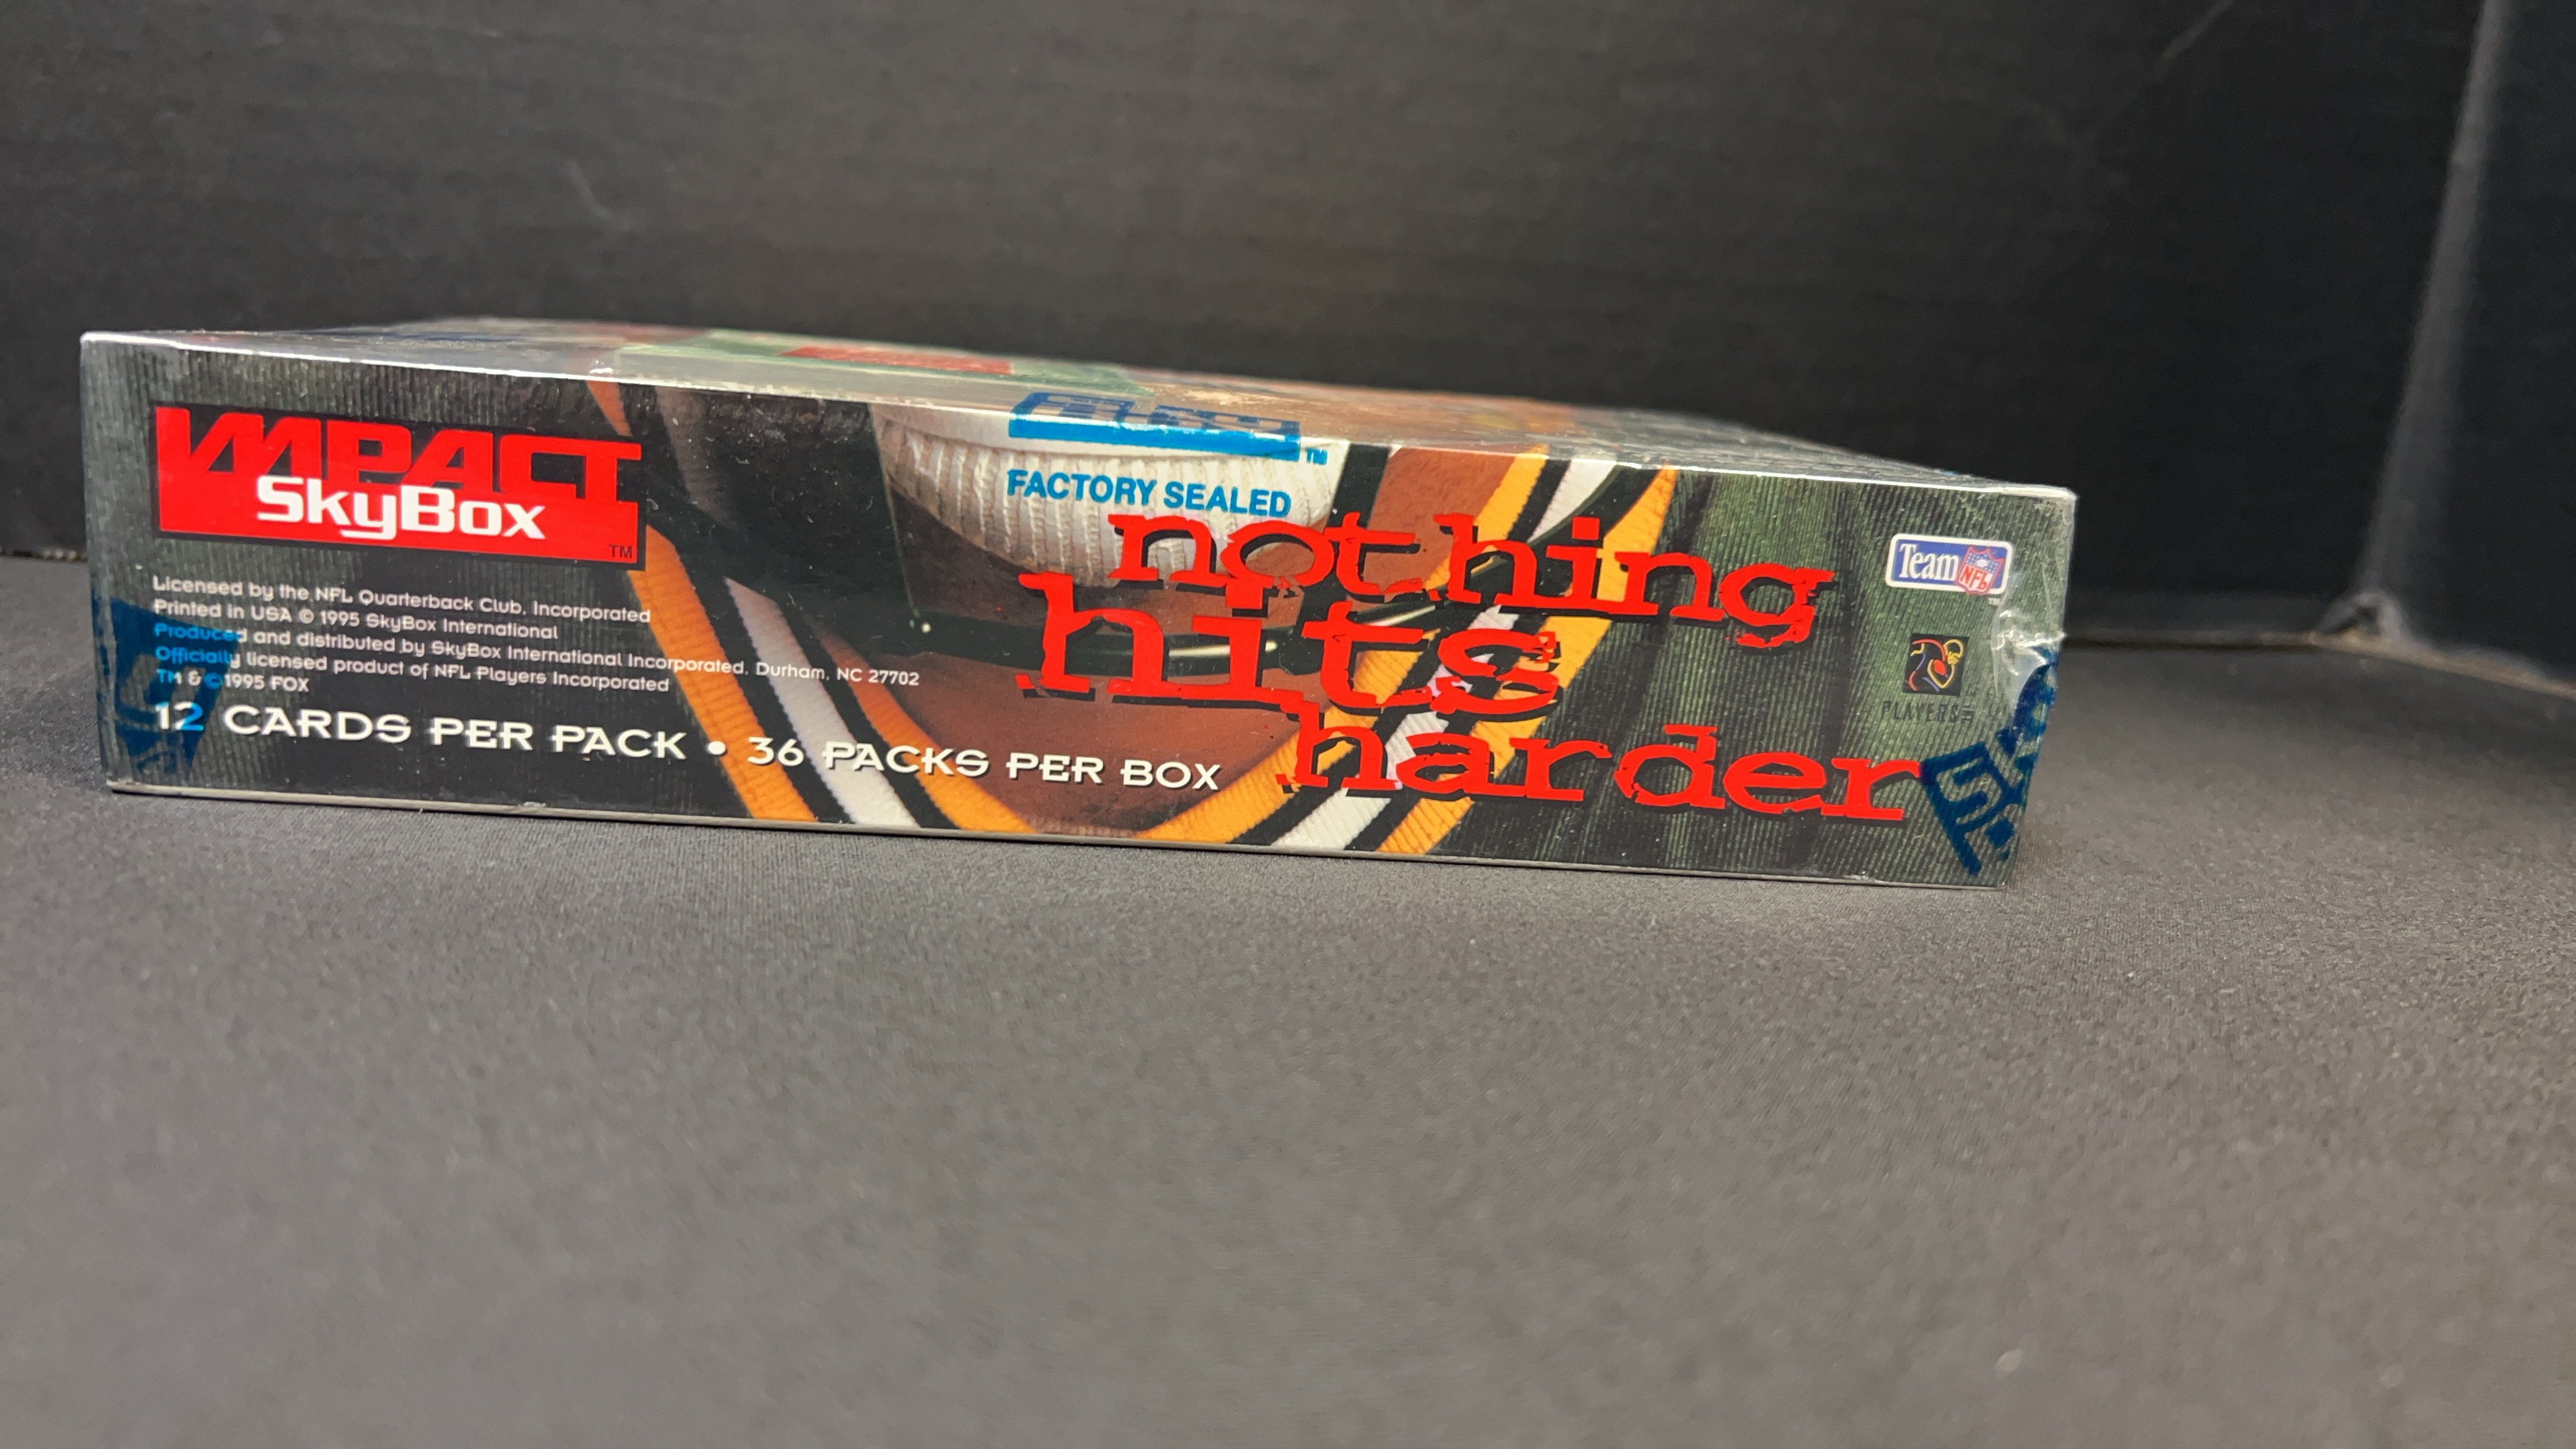 IMPACT
SkyBox
TM
Licensed by the NFL Quarterback Club, Incorporated
Printed in USA © 1995 SkyBox International
Produced and distributed by SkyBox International Incorporated, Durham, NC 27702
Officially licensed product of NFL Players Incorporated
TM & © 1995 FOX
12 CARDS PER PACK • 36 PACKS PER BOX
TM
FACTORY SEALED
nothing
hits
harder
Team NFL
PLAYERS